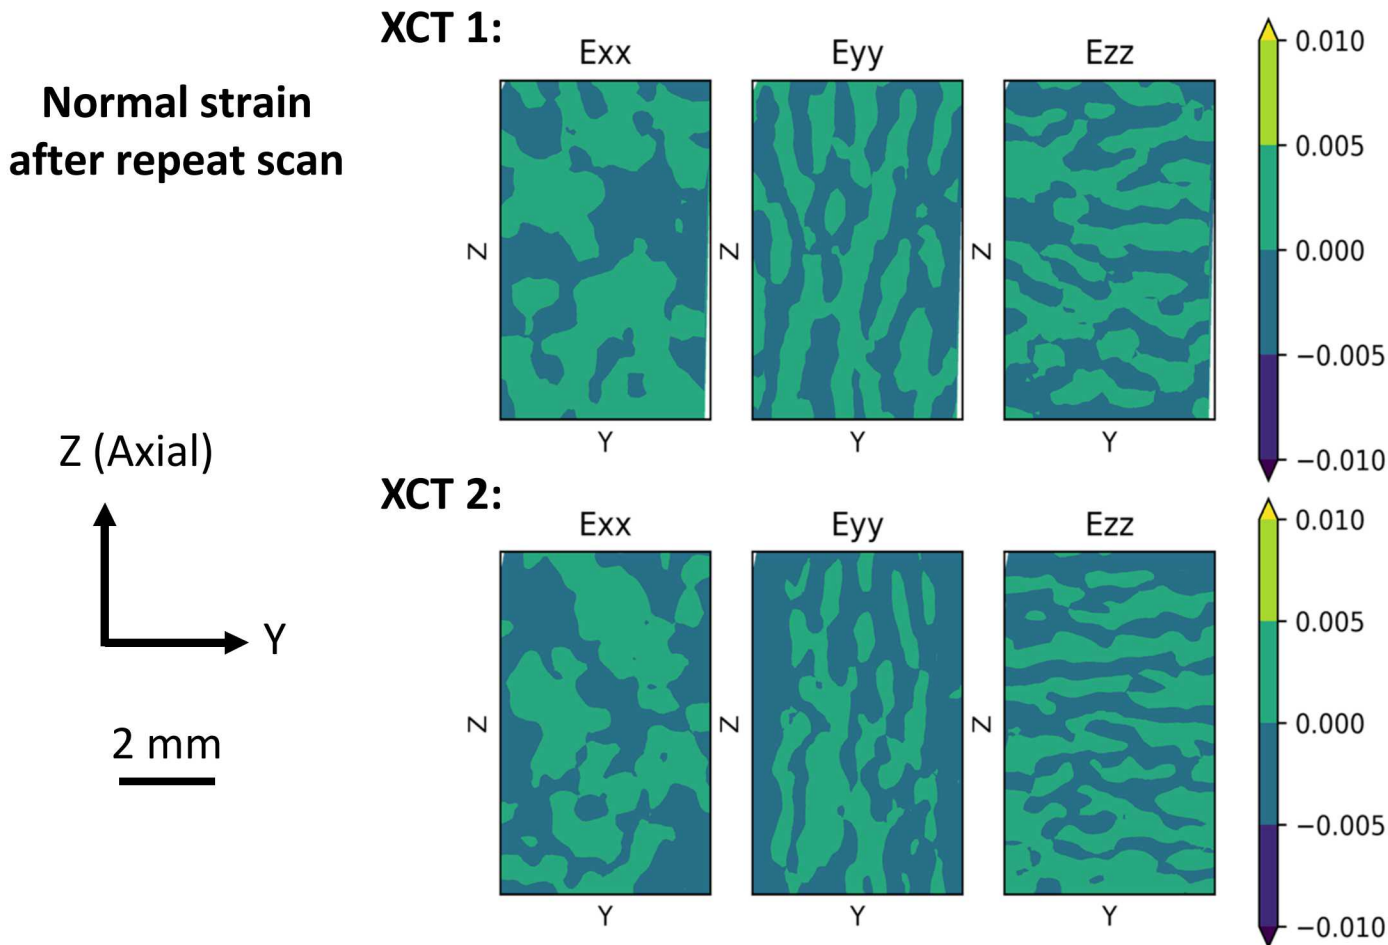 XCT 1:
Normal strain
after repeat scan
Exx
Eyy
Ezz
Z
Z
Z
Y
Y
Y
0.010
0.005
0.000
−0.005
−0.010
Z (Axial)
Y
2 mm
XCT 2:
Exx
Eyy
Ezz
Z
Z
Z
Y
Y
Y
0.010
0.005
0.000
−0.005
−0.010